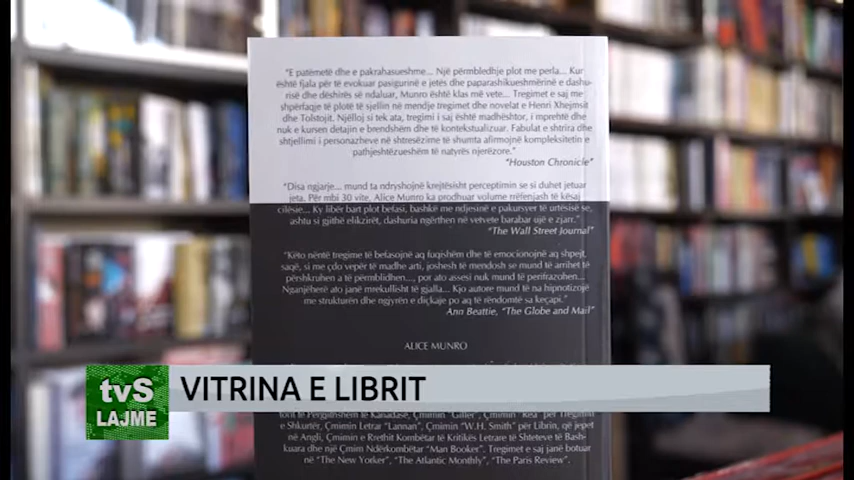 "E patëmetë dhe e pakrahasueshme... Një përmbledhje plot me perla... Kur
është fjala për të evokuar pasigurinë e jetës dhe paparashikueshmërinë e dashu-
risë dhe dëshirës së ndaluar, Munro është klas më vete... Tregimet e saj me
shpërfaqje të plotë të sjellin në mendje tregimet dhe novelat e Henri Xhejmsit
dhe Tolstojit. Njëlloj si tek ata, tregimi i saj është madhështor, i mprehtë dhe
nuk e kursen detajin e brendshëm dhe të kontekstualizuar. Fabulat e shtrira dhe
shtjellimi i personazheve në shtresëzime të shumta afirmojnë kompleksitetin e
pathjeshtëzueshëm të natyrës njerëzore."
"Houston Chronicle"
"Disa ngjarje... mund ta ndryshojnë krejtësisht perceptimin se si duhet jetuar
jeta. Për mbi 30 vite, Alice Munro ka prodhuar volume rrëfenjash të kësaj
cilësie... Ky libër bart plot befasi, bashkë me ndjesinë e pakursyer të urtësisë se,
ashtu si gjithë elikzirët, dashuria ngërthen në vetvete barabar ujë e zjarr."
"The Wall Street Journal"
"Këto nëntë tregime të befasojnë aq fuqishëm dhe të emocionojnë aq shpejt,
saqë, si me çdo vepër të madhe arti, joshesh të mendosh se mund të arrihet të
përshkruhen a të përmblidhen..., por ato assesi nuk mund të perifrazohen...
Nganjëherë ato janë mrekullisht të gjalla... Kjo autore mund të na hipnotizojë
me strukturën dhe ngjyrën e diçkaje po aq të rëndomtë sa keçapi."
Ann Beattie, "The Globe and Mail"
ALICE MUNRO
tvS
LAJME
VITRINA E LIBRIT
torit të Përgjithshëm të Kanadasë, Çmimin "Giller", Çmimin "Rea" për Tregimin
e Shkurtër, Çmimin Letrar "Lannan", Çmimin "W.H. Smith" për Librin, që jepet
në Angli, Çmimin e Rrethit Kombëtar të Kritikës Letrare të Shteteve të Bash-
kuara dhe një Çmim Ndërkombëtar "Man Booker". Tregimet e saj janë botuar
në "The New Yorker", "The Atlantic Monthly", "The Paris Review".